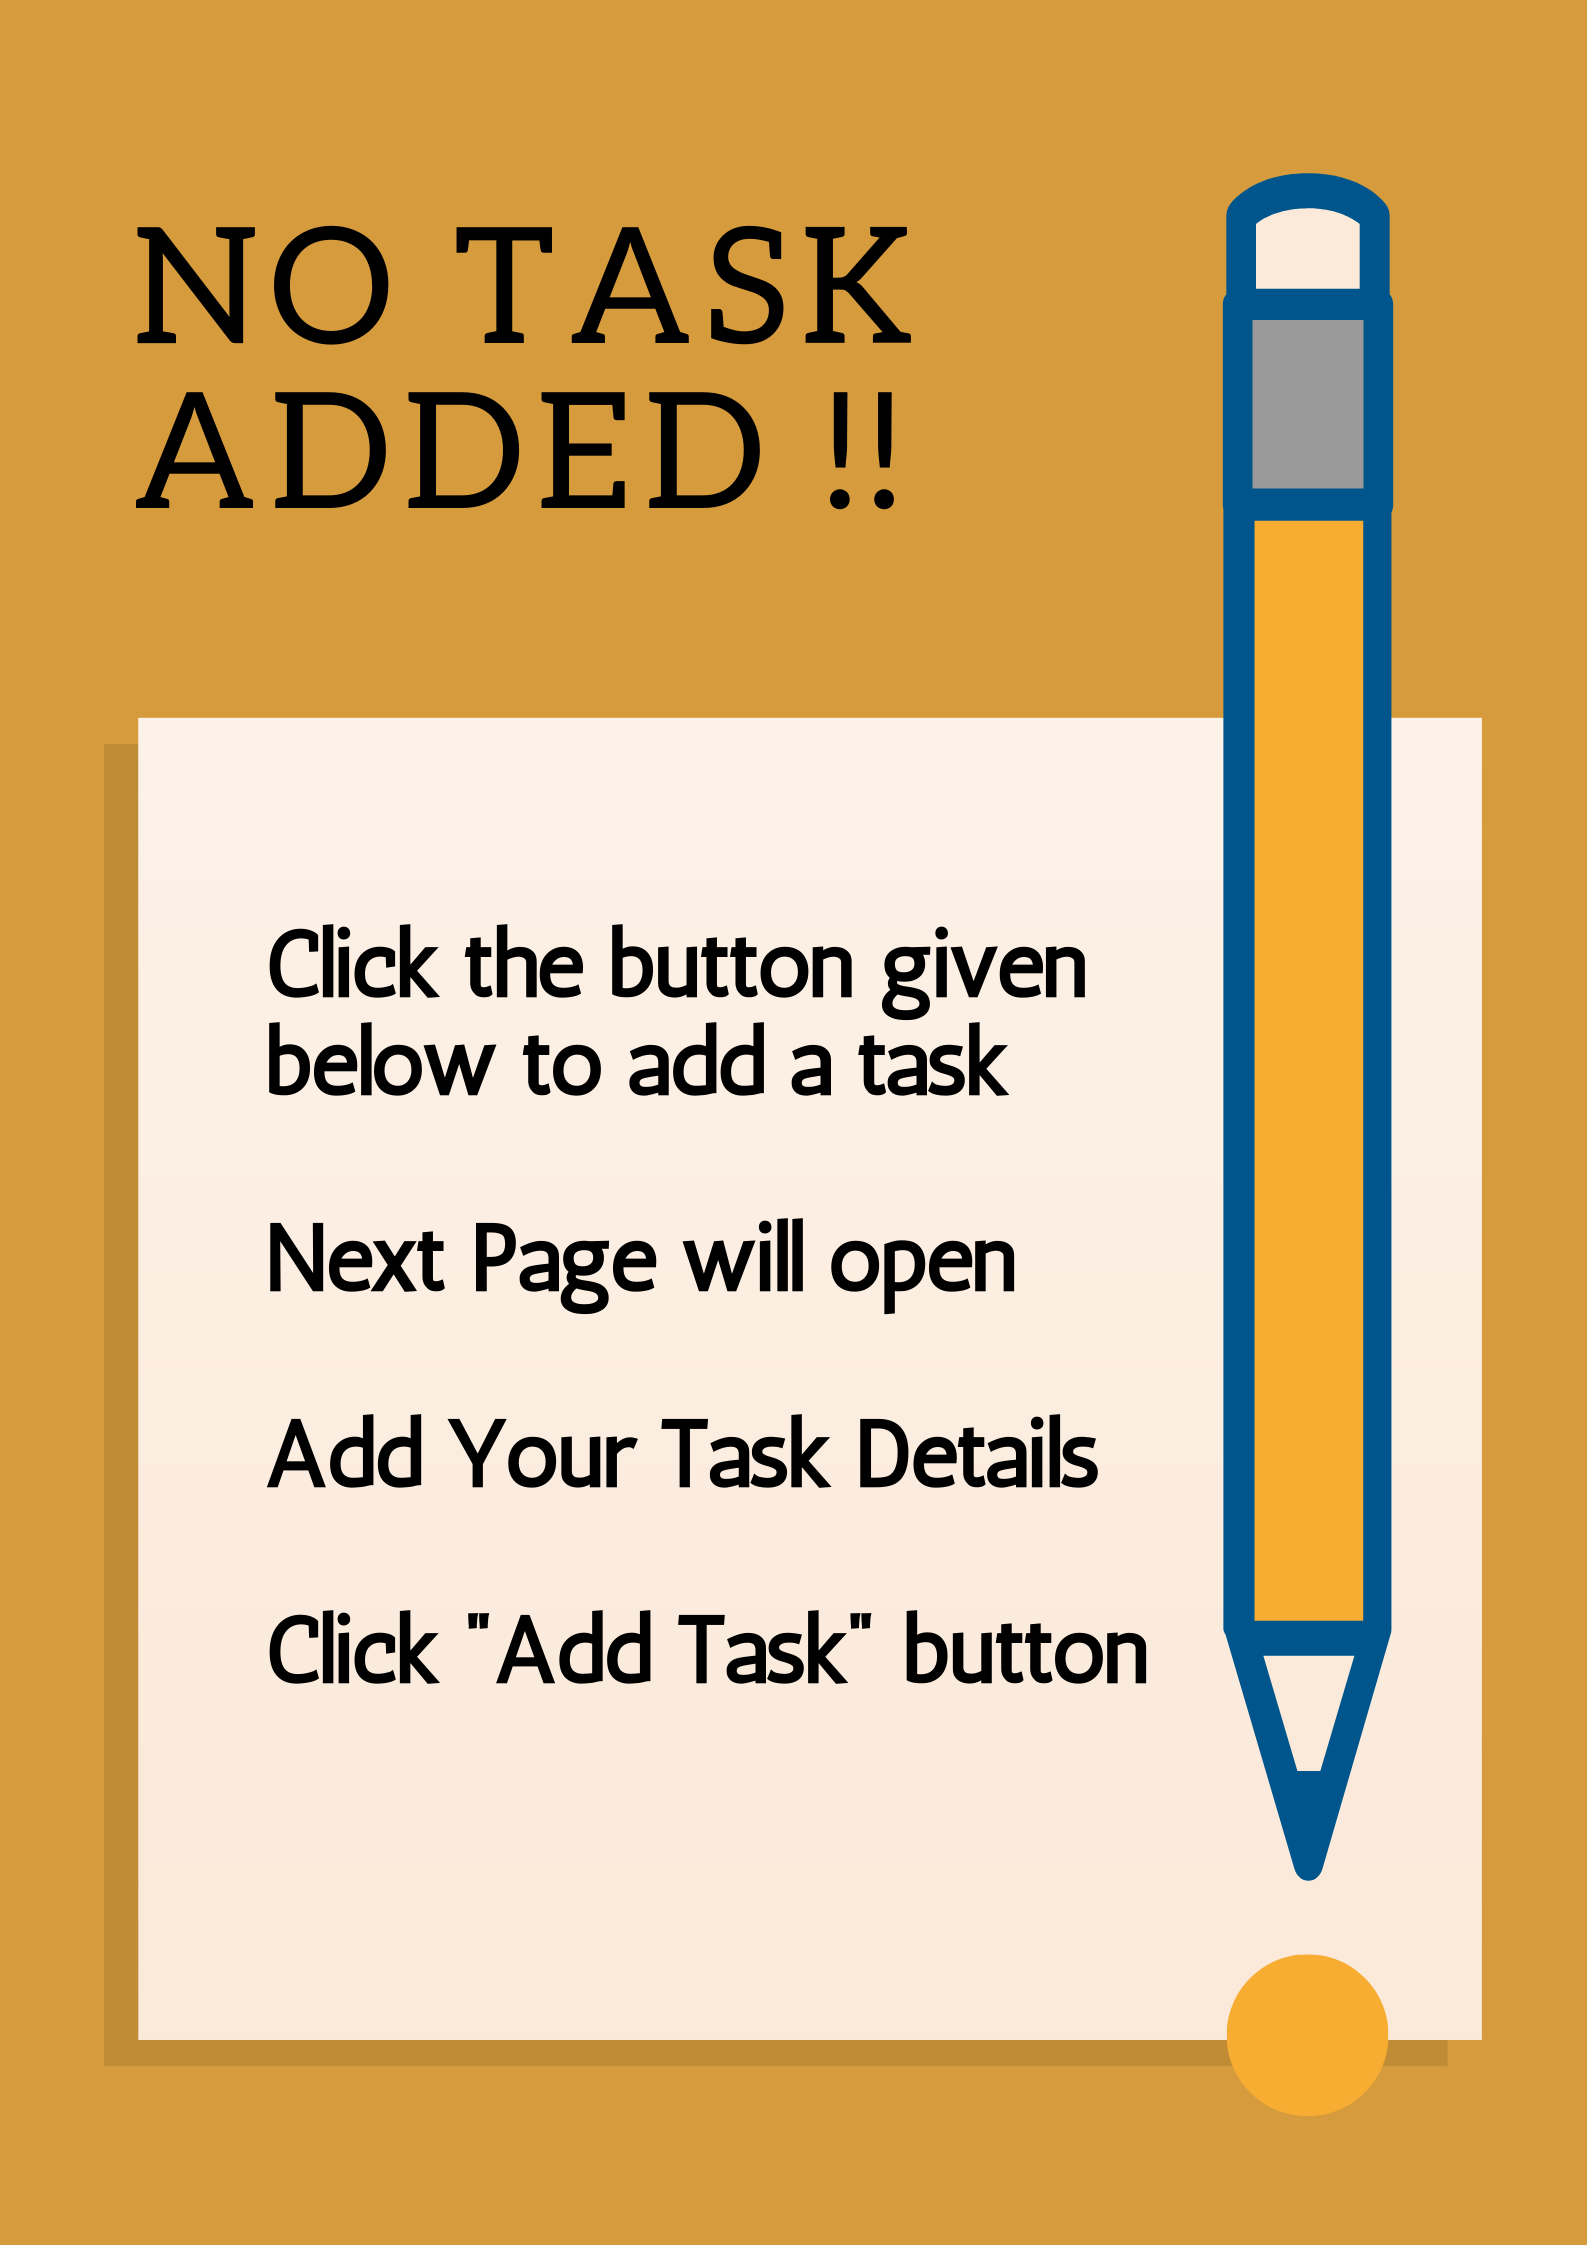 NO TASK
ADDED !!
Click the button given
below to add a task
Next Page will open
Add Your Task Details
Click "Add Task" button